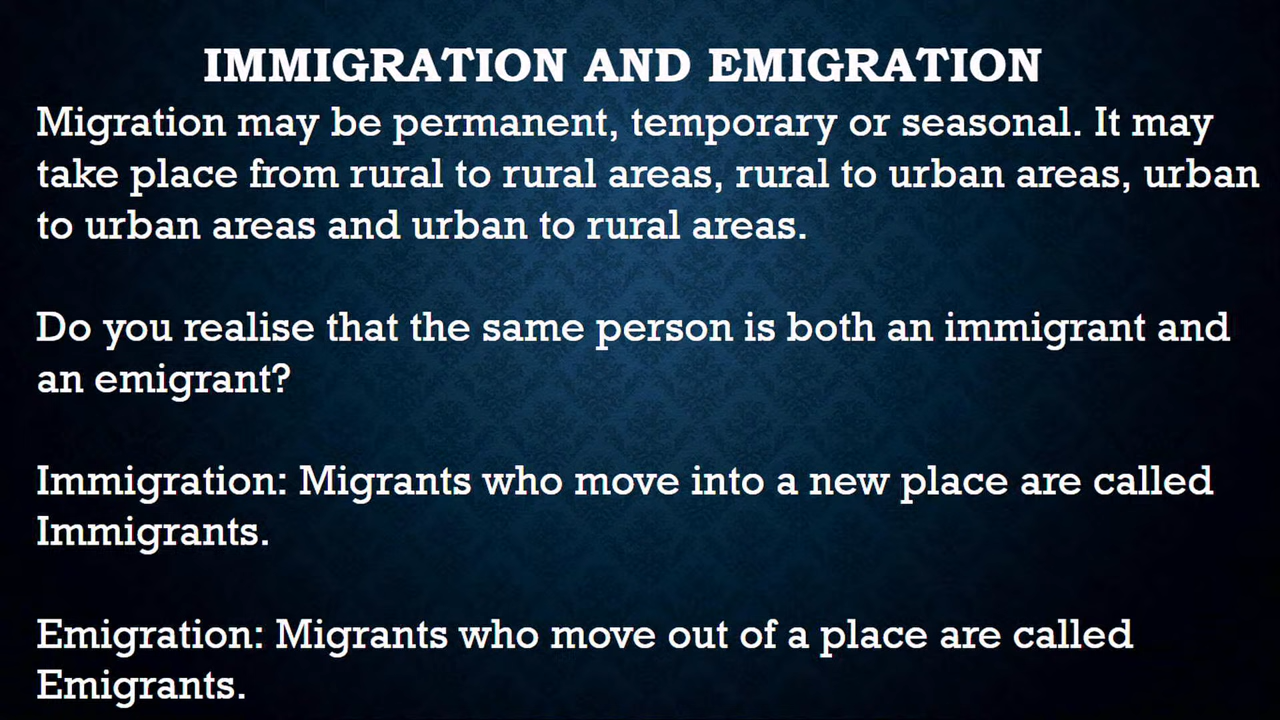 IMMIGRATION AND EMIGRATION
Migration may be permanent, temporary or seasonal. It may
take place from rural to rural areas, rural to urban areas, urban
to urban areas and urban to rural areas.
Do you realise that the same person is both an immigrant and
an emigrant?
Immigration: Migrants who move into a new place are called
Immigrants.
Emigration: Migrants who move out of a place are called
Emigrants.